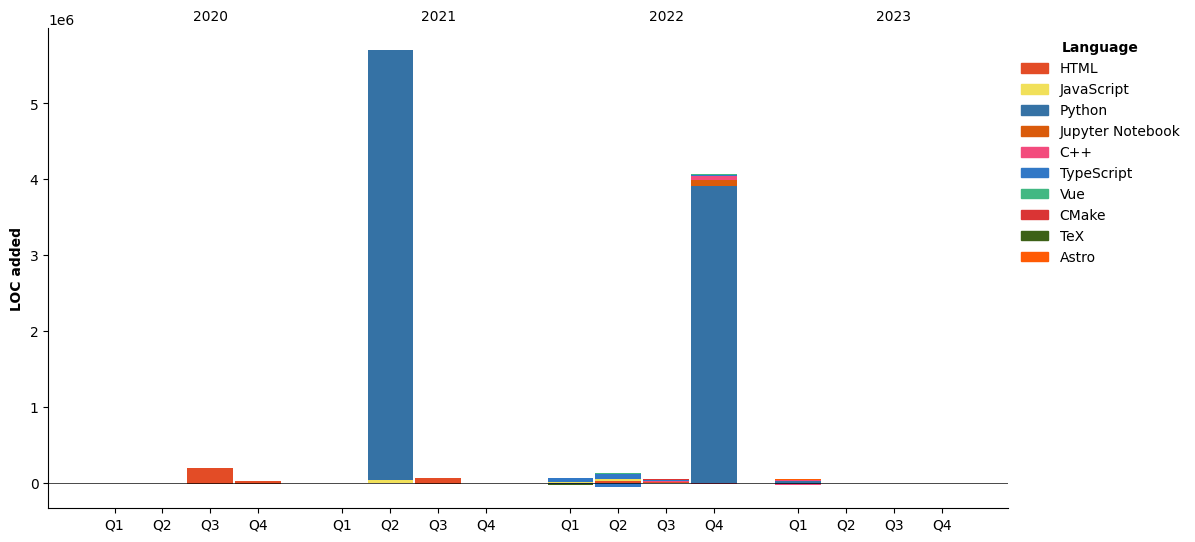 1e6
2020 2021 2022 2023
LOC added
5
4
3
2
1
0
Q1 Q2 Q3 Q4 Q1 Q2 Q3 Q4 Q1 Q2 Q3 Q4 Q1 Q2 Q3 Q4
Language
HTML
JavaScript
Python
Jupyter Notebook
C++
TypeScript
Vue
CMake
TeX
Astro